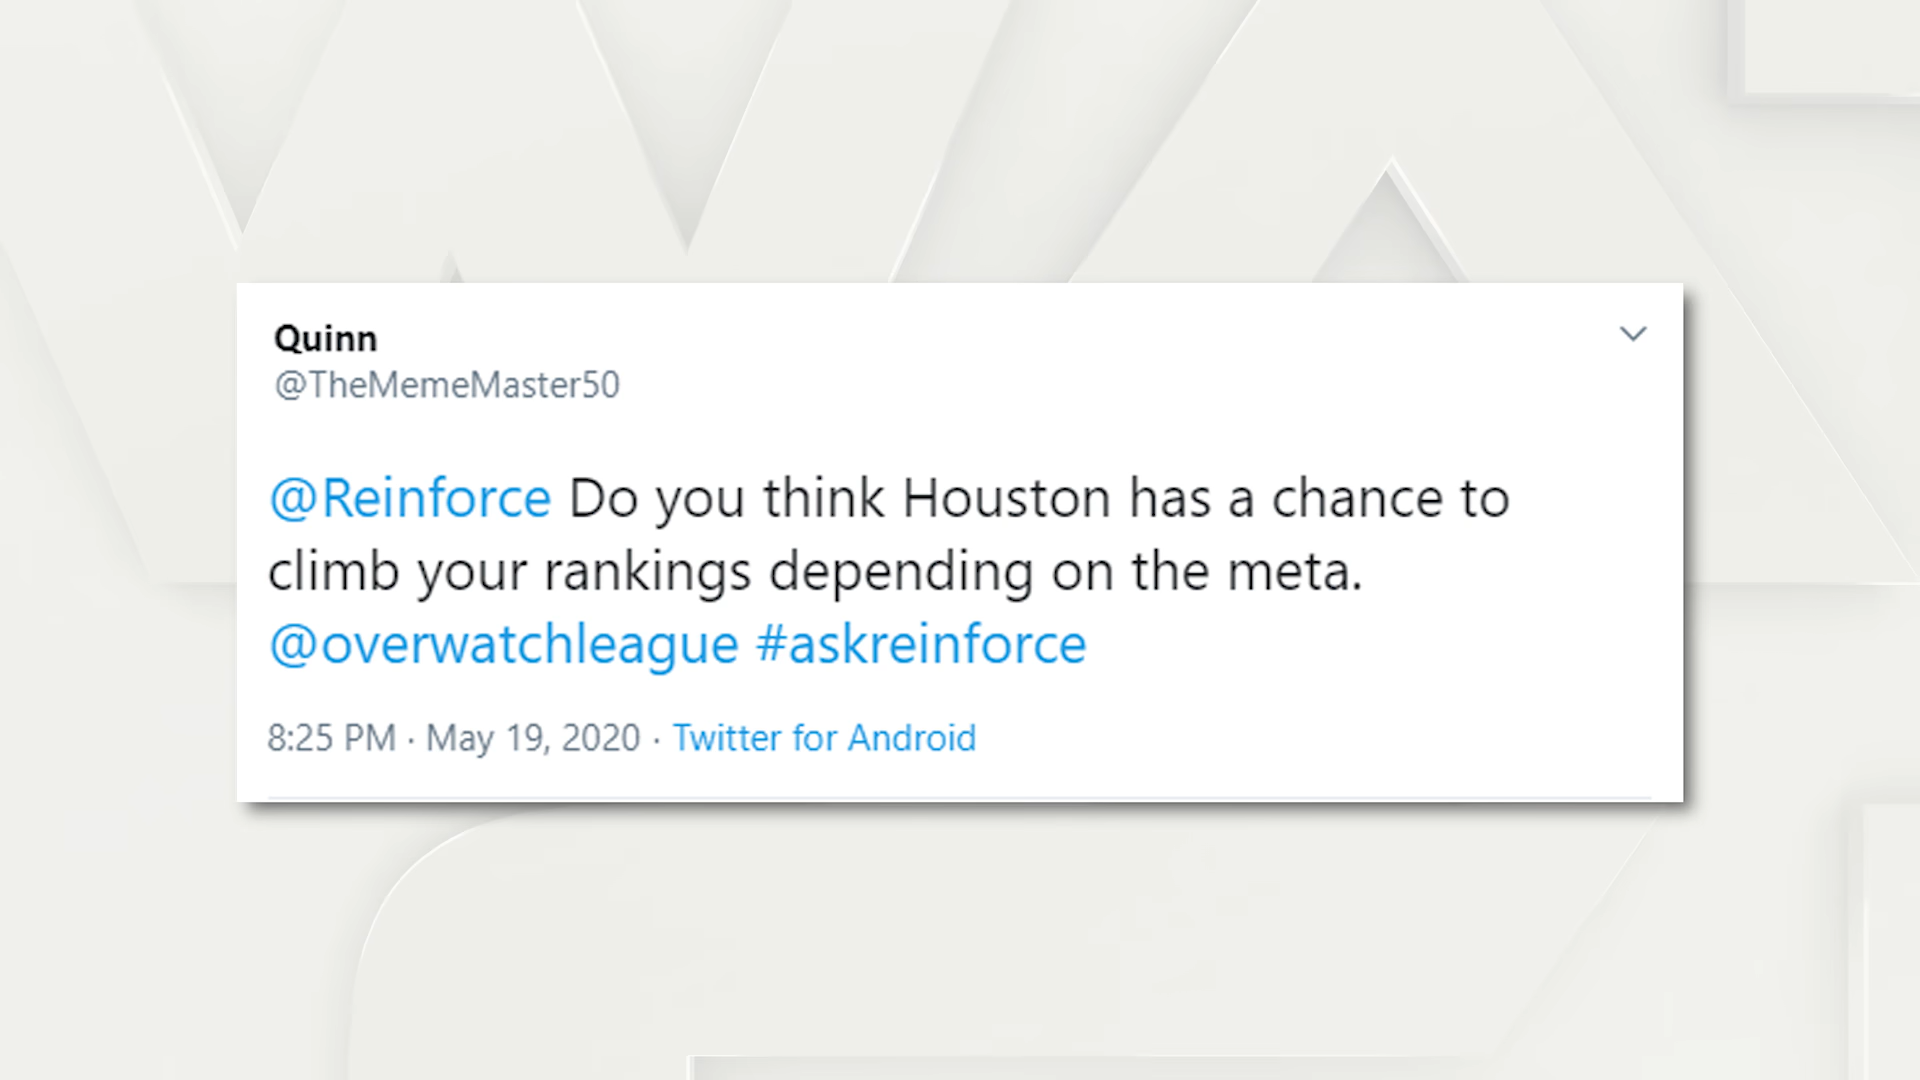 Quinn
@TheMemeMaster50
@Reinforce Do you think Houston has a chance to
climb your rankings depending on the meta.
@overwatchleague #askreinforce
8:25 PM · May 19, 2020 · Twitter for Android